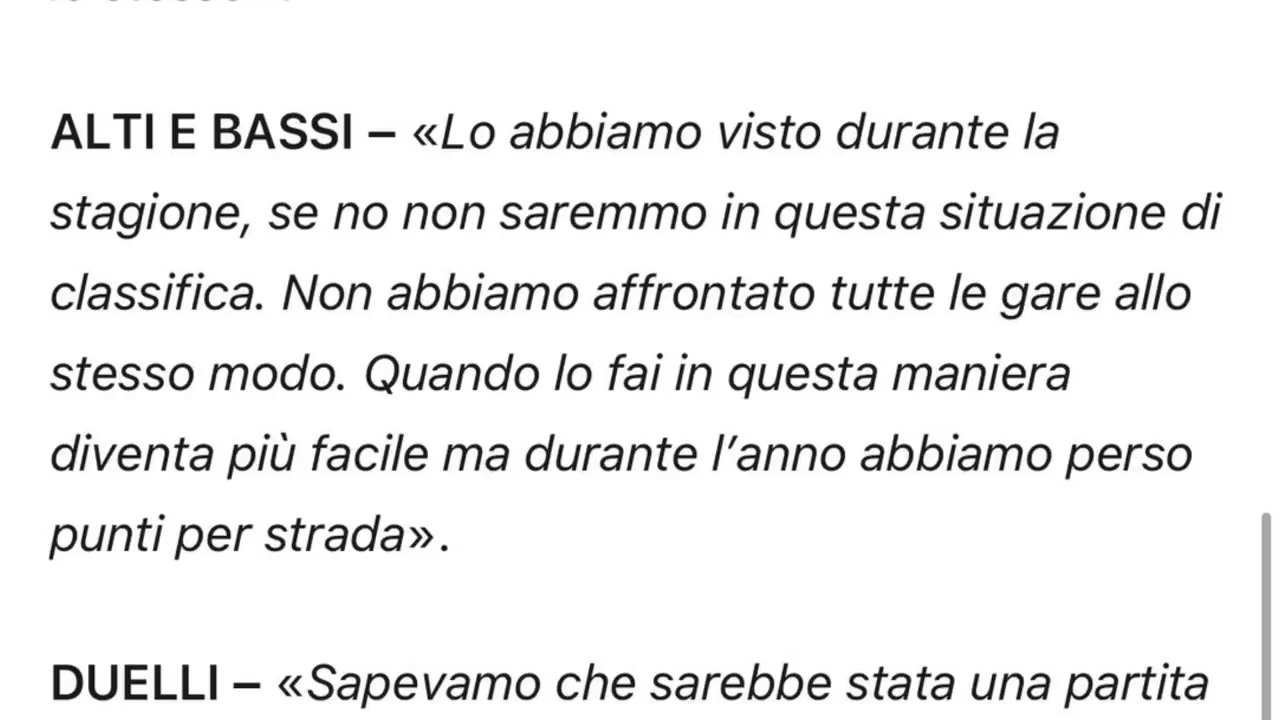 ALTI E BASSI – «Lo abbiamo visto durante la
stagione, se no non saremmo in questa situazione di
classifica. Non abbiamo affrontato tutte le gare allo
stesso modo. Quando lo fai in questa maniera
diventa più facile ma durante l’anno abbiamo perso
punti per strada».
DUELLI – «Sapevamo che sarebbe stata una partita